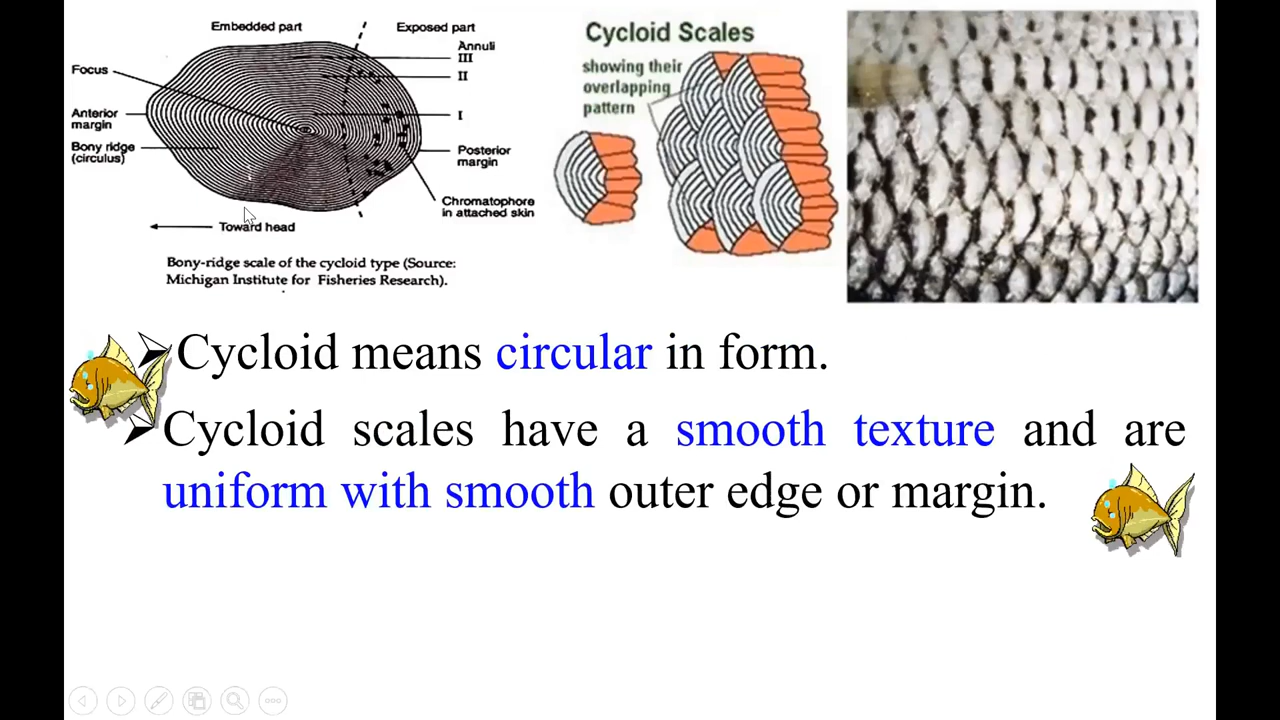 Embedded part
Exposed part
Annuli
III
II
I
Focus
Anterior
margin
Bony ridge
(circulus)
Posterior
margin
Chromatophore
in attached skin
Toward head
Bony-ridge scale of the cycloid type (Source:
Michigan Institute for Fisheries Research).
Cycloid Scales
showing their
overlapping
pattern
Cycloid means circular in form.
Cycloid scales have a smooth texture and are
uniform with smooth outer edge or margin.